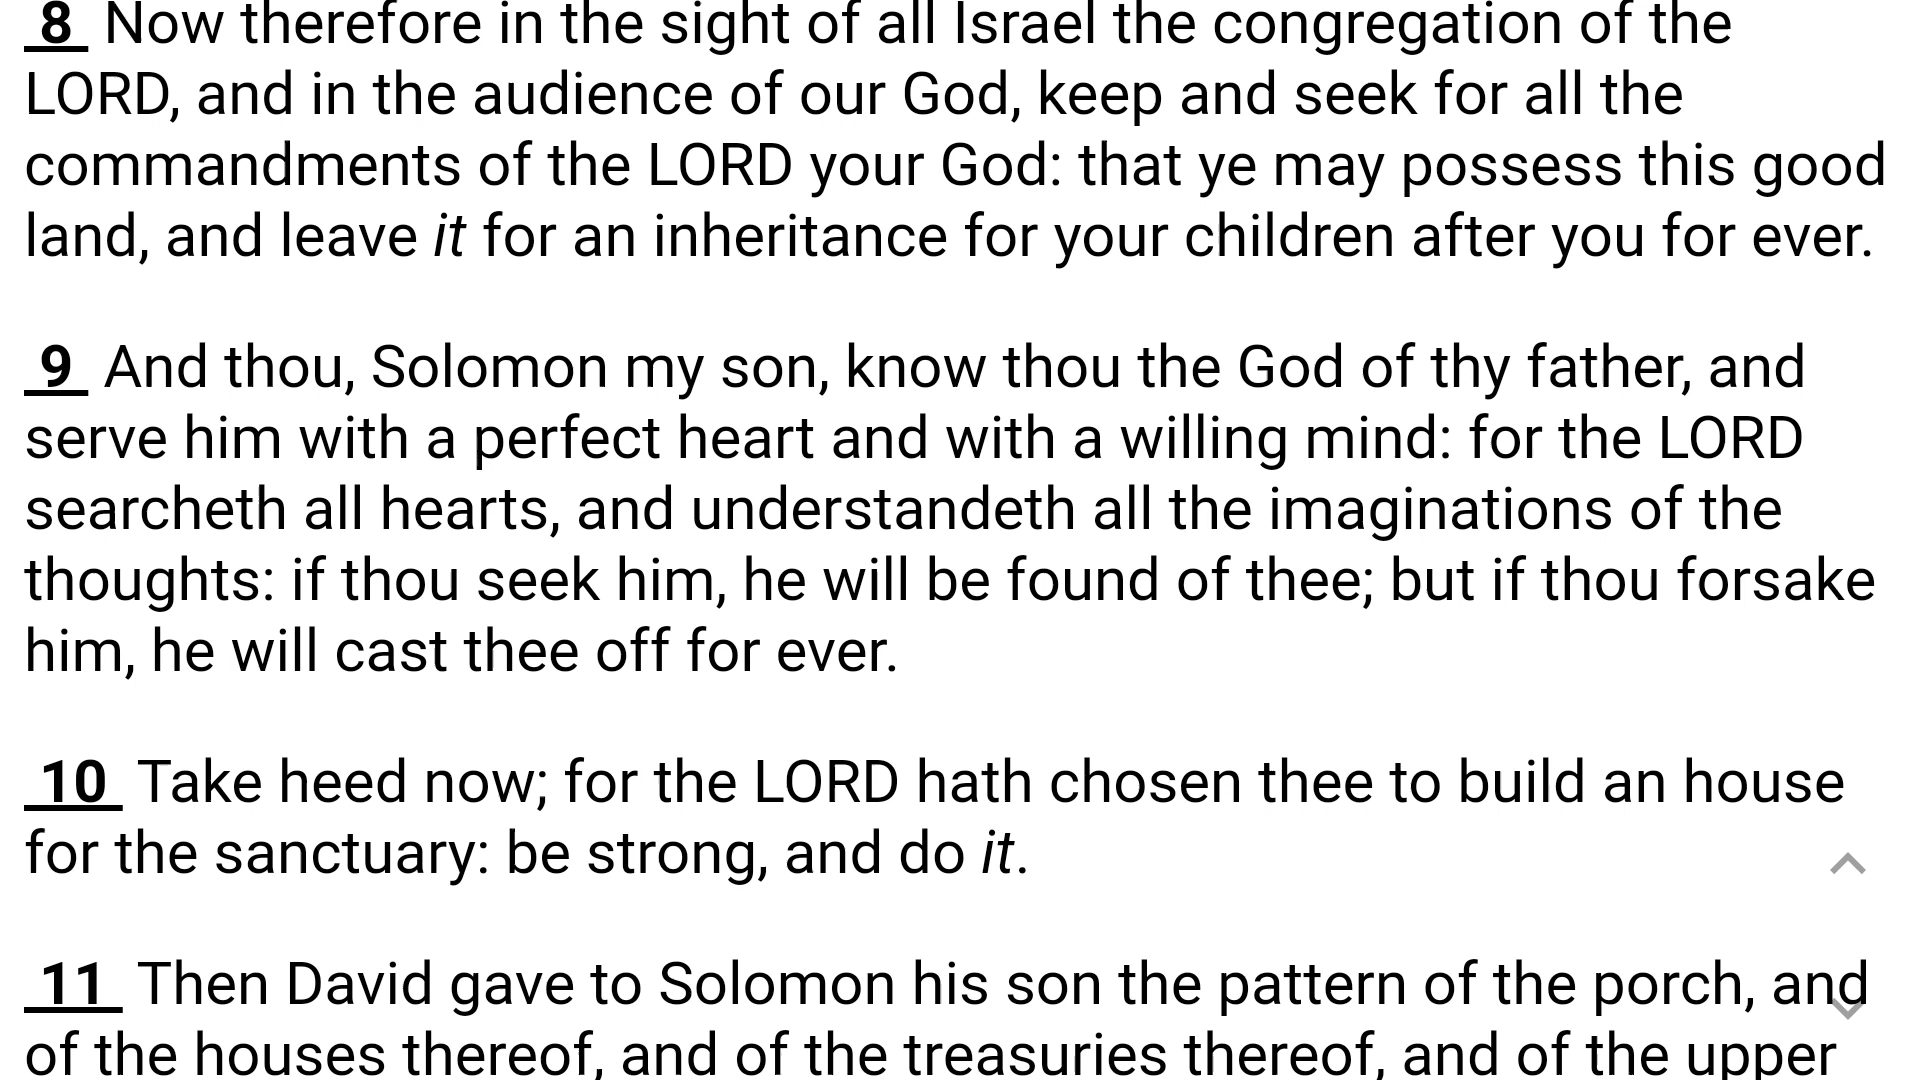 8 Now therefore in the sight of all Israel the congregation of the
LORD, and in the audience of our God, keep and seek for all the
commandments of the LORD your God: that ye may possess this good
land, and leave it for an inheritance for your children after you for ever.
9 And thou, Solomon my son, know thou the God of thy father, and
serve him with a perfect heart and with a willing mind: for the LORD
searcheth all hearts, and understandeth all the imaginations of the
thoughts: if thou seek him, he will be found of thee; but if thou forsake
him, he will cast thee off for ever.
10 Take heed now; for the LORD hath chosen thee to build an house
for the sanctuary: be strong, and do it.
11 Then David gave to Solomon his son the pattern of the porch, and
of the houses thereof, and of the treasuries thereof, and of the upper